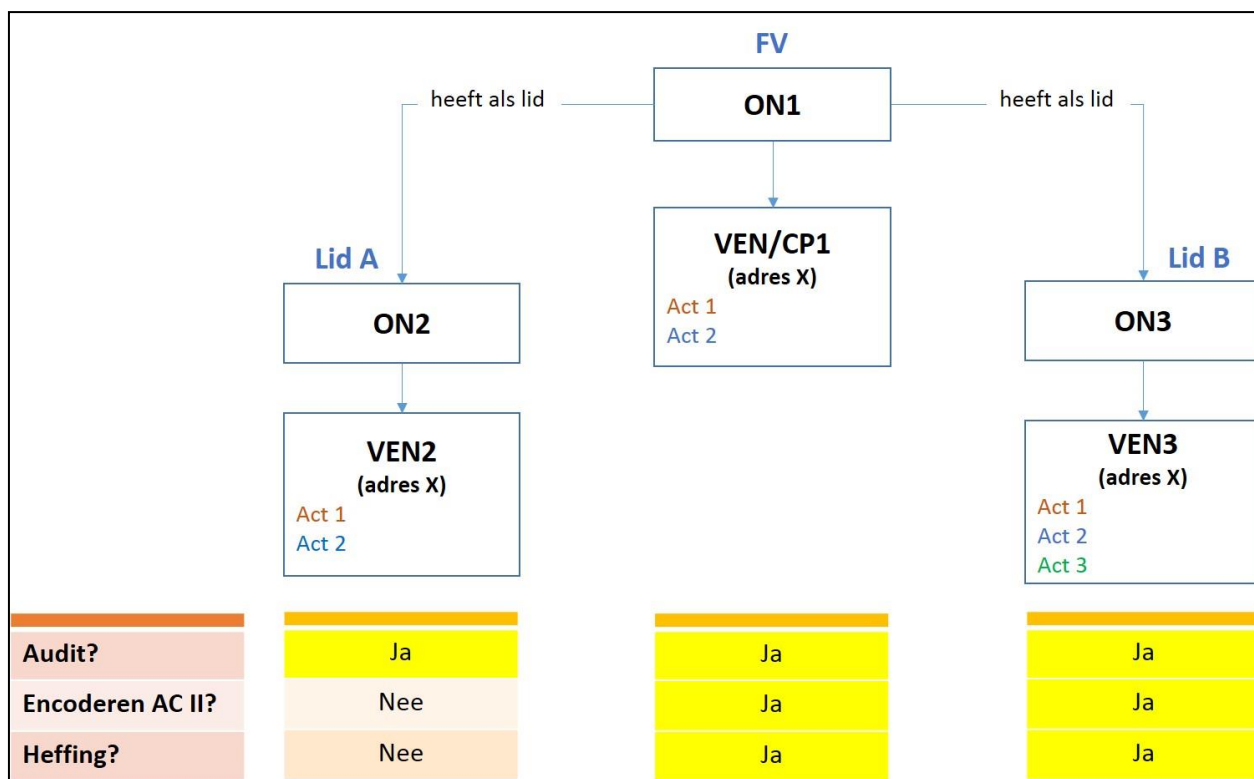 FV
heeft als lid
ON1
heeft als lid
Lid A
ON2
VEN/CP1
(adres X)
Act 1
Act 2
Lid B
ON3
VEN2
(adres X)
Act 1
Act 2
VEN3
(adres X)
Act 1
Act 2
Act 3
Audit? Ja Ja Ja
Encoderen AC II? Nee Ja Ja
Heffing? Nee Ja Ja